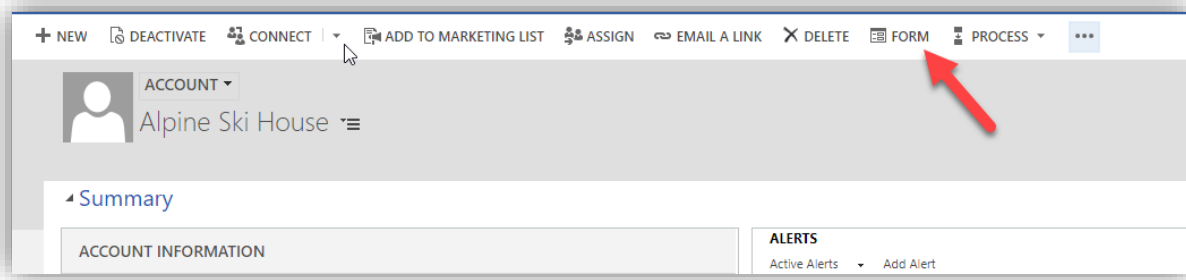 NEW DEACTIVATE CONNECT ADD TO MARKETING LIST ASSIGN EMAIL A LINK DELETE FORM PROCESS ...
ACCOUNT
Alpine Ski House
Summary
ACCOUNT INFORMATION
ALERTS
Active Alerts Add Alert